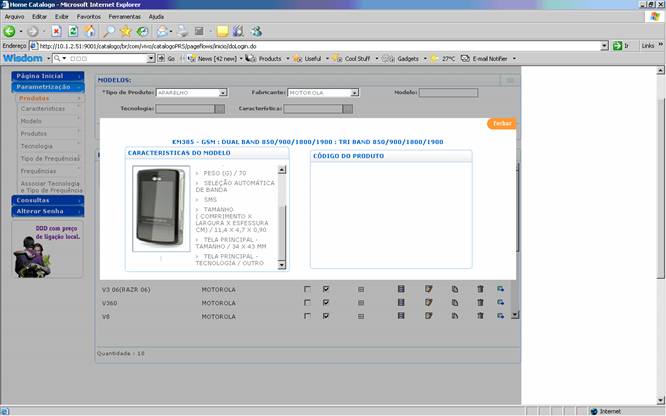 Home Catalogo - Microsoft Internet Explorer
Arquivo Editar Exibir Favoritos Ferramentas Ajuda
Endereço http://10.1.2.51:9001/catalogo/br/com/vivo/catalogoPRS/pageflows/inicio/doLogin.do Ir Links
Wisdom Go News [42 new] Products Useful Cool Stuff Gadgets 27°C E-mail Notifier
Página Inicial
Parametrização
Produtos
Características
Modelo
Produtos
Tecnologia
Tipo de Frequências
Frequências
Associar Tecnologia e Tipo de Frequência
Consultas
Alterar Senha
DDD com preço
de ligação local.
MODELOS:
*Tipo de Produto: APARELHO Fabricante: MOTOROLA Modelo:
Tecnologia: Característica:
fechar
KM385 - GSM : DUAL BAND 850/900/1800/1900 : TRI BAND 850/900/1800/1900
CARACTERISTICAS DO MODELO
PESO (G) / 70
SELEÇÃO AUTOMÁTICA
DE BANDA
SMS
TAMANHO
( COMPRIMENTO X
LARGURA X ESPESSURA
CM) / 11,4 X 4,7 X 0,90
TELA PRINCIPAL -
TAMANHO / 34 X 43 MM
TELA PRINCIPAL -
TECNOLOGIA / OUTRO
CÓDIGO DO PRODUTO
V3 06(RAZR 06) MOTOROLA
V360 MOTOROLA
V8 MOTOROLA
Quantidade : 10
Internet